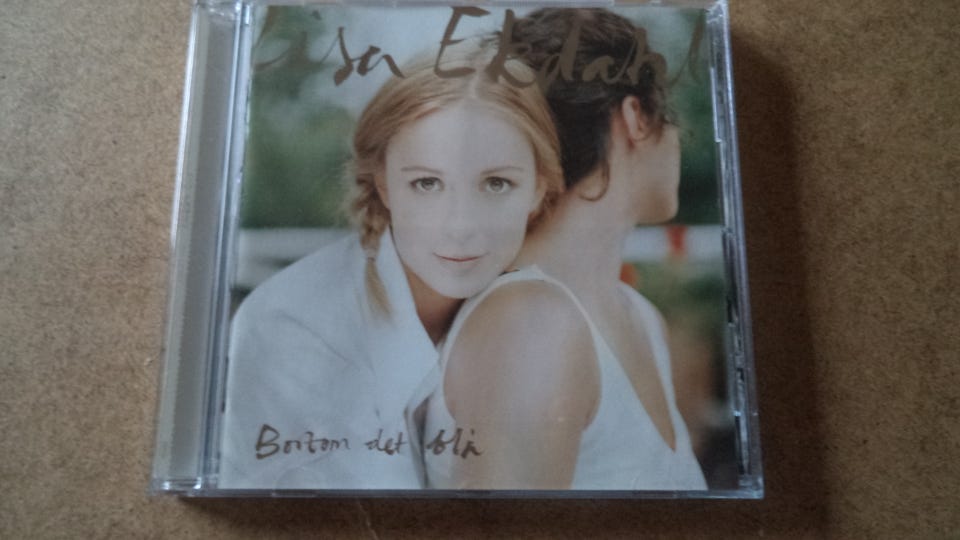 Lisa Ekdahl
Bortom det blå